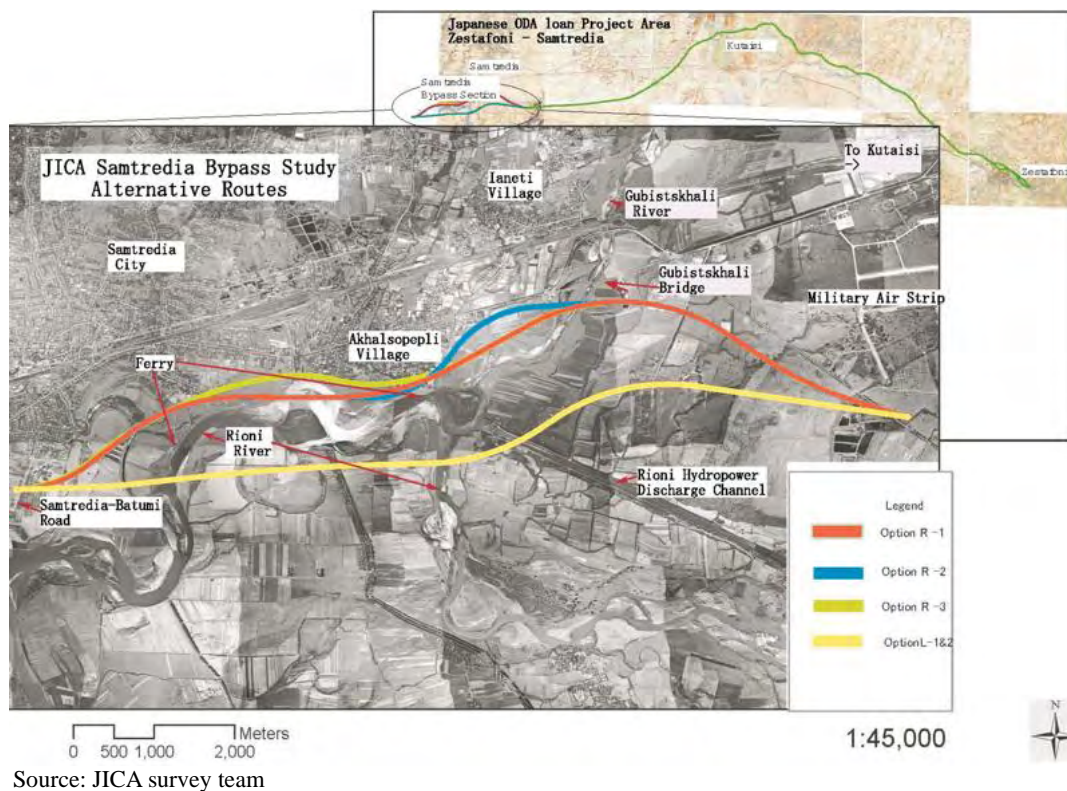 Japanese ODA loan Project Area
Zestafoni - Samtredia
Kutaisi
Samtredia
Samtredia
Bypass Section
Zestafoni
JICA Samtredia Bypass Study
Alternative Routes
Ianeti
Village
To Kutaisi
->
Gubistskhali
River
Samtredia
City
Gubistskhali
Bridge
Military Air Strip
Akhalsopepli
Village
Ferry
Rioni
River
Rioni Hydropower
Discharge Channel
Samtredia-Batumi
Road
Legend
Option R -1
Option R -2
Option R -3
OptionL-1&2
Meters
0 500 1,000 2,000
1:45,000
N
Source: JICA survey team